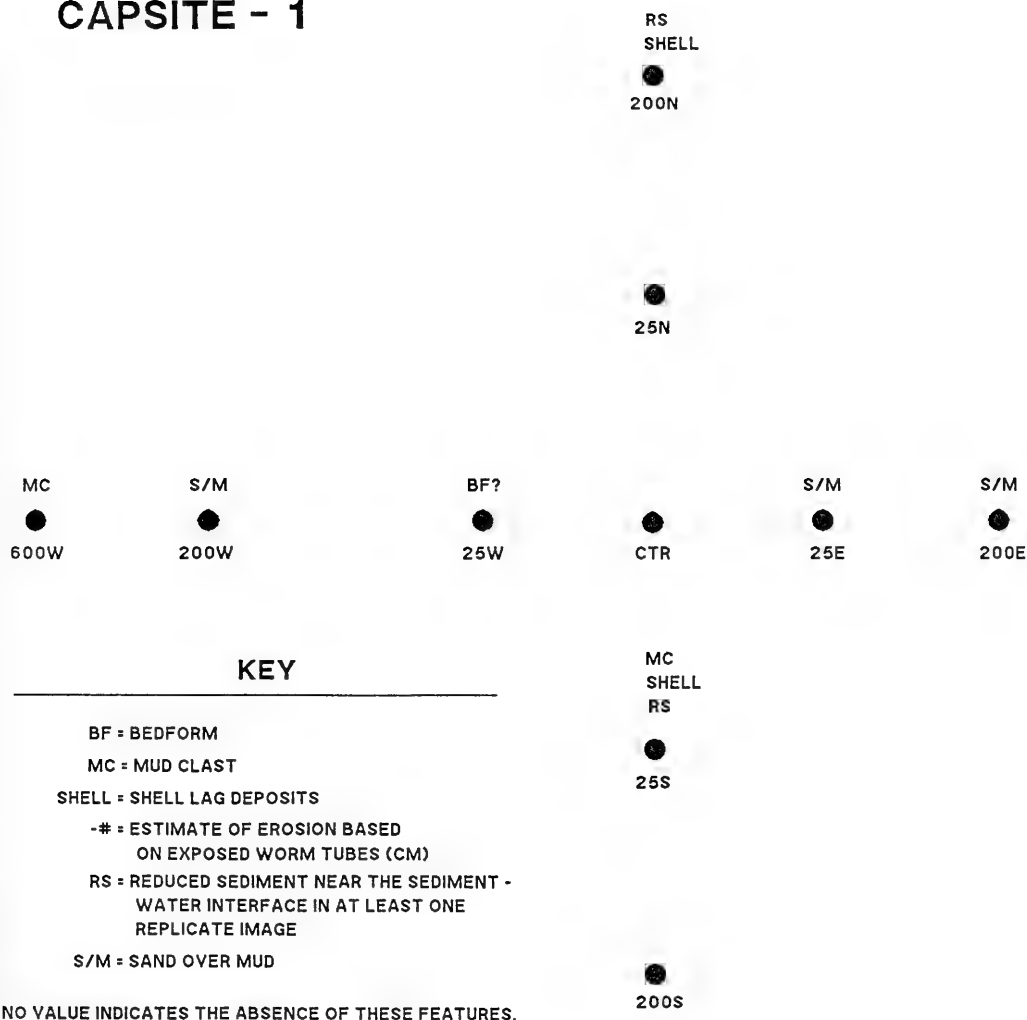 CAPSITE - 1
RS
SHELL
200N
25N
MC
S/M
BF?
S/M
S/M
600W
200W
25W
CTR
25E
200E
KEY
BF = BEDFORM
MC = MUD CLAST
SHELL = SHELL LAG DEPOSITS
-# = ESTIMATE OF EROSION BASED
ON EXPOSED WORM TUBES (CM)
RS = REDUCED SEDIMENT NEAR THE SEDIMENT -
WATER INTERFACE IN AT LEAST ONE
REPLICATE IMAGE
S/M = SAND OVER MUD
NO VALUE INDICATES THE ABSENCE OF THESE FEATURES.
MC
SHELL
RS
25S
200S